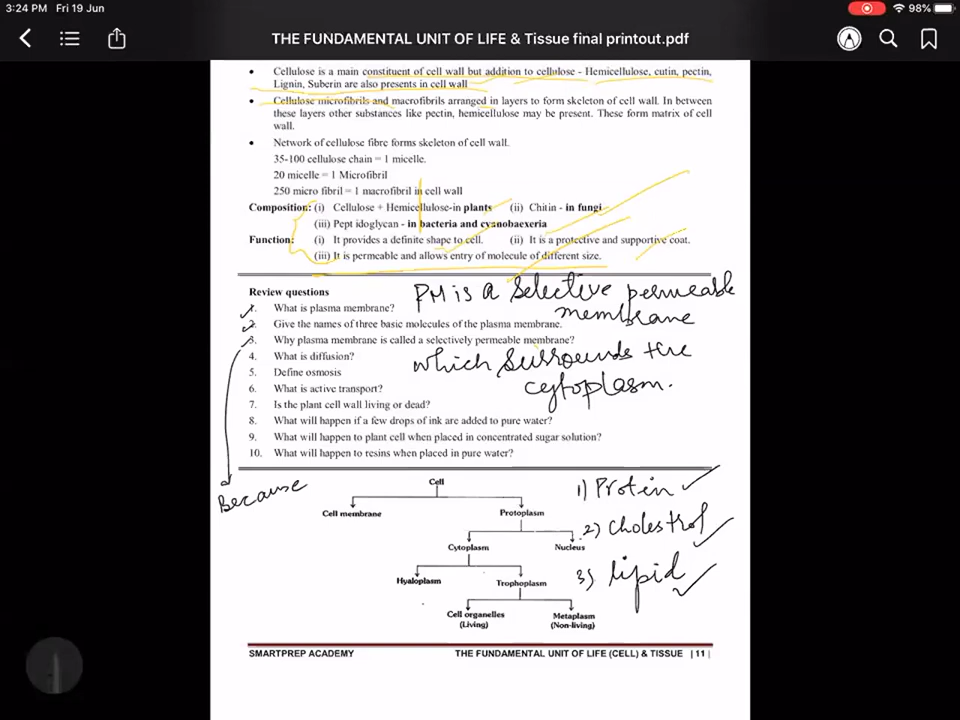 3:24 PM Fri 19 Jun
98%
THE FUNDAMENTAL UNIT OF LIFE & Tissue final printout.pdf
• Cellulose is a main constituent of cell wall but addition to cellulose - Hemicellulose, cutin, pectin,
Lignin, Suberin are also presents in cell wall
• Cellulose microfibrils and macrofibrils arranged in layers to form skeleton of cell wall. In between
these layers other substances like pectin, hemicellulose may be present. These form matrix of cell
wall.
• Network of cellulose fibre forms skeleton of cell wall.
35-100 cellulose chain = 1 micelle.
20 micelle = 1 Microfibril
250 micro fibril = 1 macrofibril in cell wall
Composition: (i) Cellulose + Hemicellulose-in plants (ii) Chitin - in fungi
(iii) Pept idoglycan - in bacteria and cyanobaexeria
Function: (i) It provides a definite shape to cell. (ii) It is a protective and supportive coat.
(iii) It is permeable and allows entry of molecule of different size.
Review questions
1. What is plasma membrane?
2. Give the names of three basic molecules of the plasma membrane.
3. Why plasma membrane is called a selectively permeable membrane?
4. What is diffusion?
5. Define osmosis
6. What is active transport?
7. Is the plant cell wall living or dead?
8. What will happen if a few drops of ink are added to pure water?
9. What will happen to plant cell when placed in concentrated sugar solution?
10. What will happen to resins when placed in pure water?
PM is a Selective permeable
membrane
which Surrounds the
cytoplasm.
Because
1) Protein
2) cholestrol
3) lipid
Cell
Cell membrane Protoplasm
Cytoplasm Nucleus
Hyaloplasm Trophoplasm
Cell organelles Metaplasm
(Living) (Non-living)
SMARTPREP ACADEMY THE FUNDAMENTAL UNIT OF LIFE (CELL) & TISSUE | 11 |